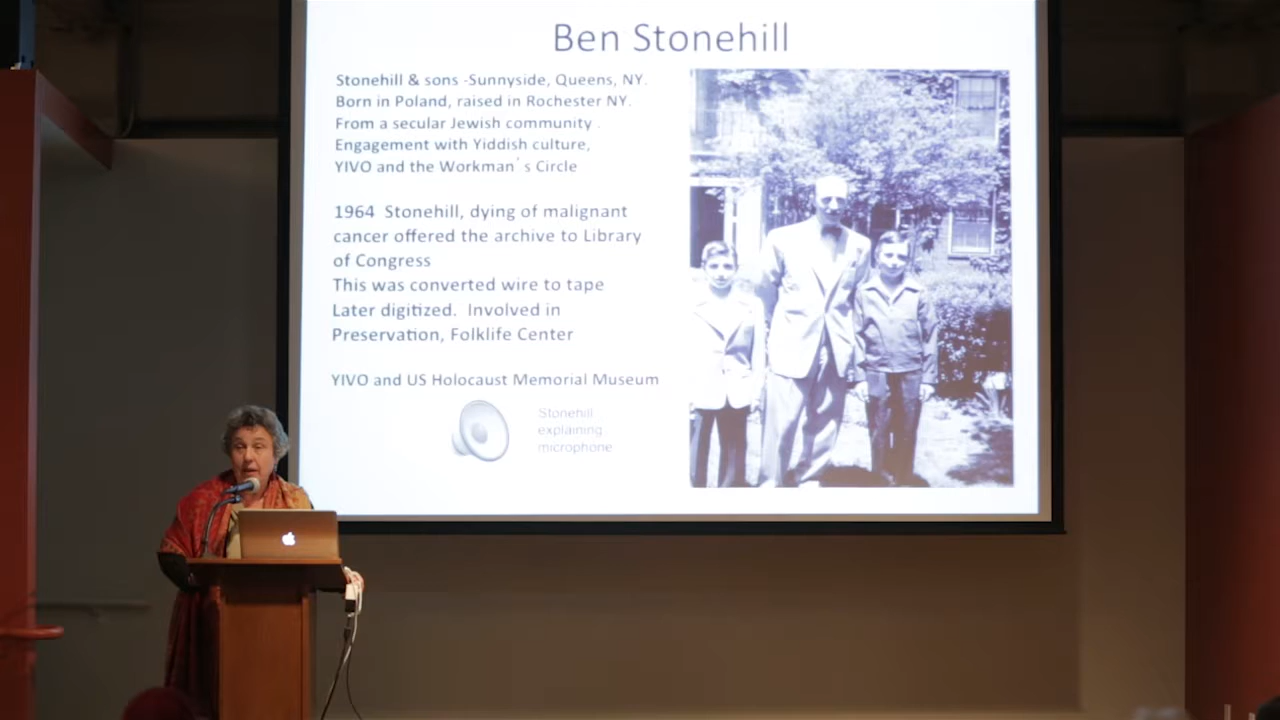 Ben Stonehill
Stonehill & sons -Sunnyside, Queens, NY.
Born in Poland, raised in Rochester NY.
From a secular Jewish community .
Engagement with Yiddish culture,
YIVO and the Workman´s Circle
1964 Stonehill, dying of malignant
cancer offered the archive to Library
of Congress
This was converted wire to tape
Later digitized. Involved in
Preservation, Folklife Center
YIVO and US Holocaust Memorial Museum
Stonehill
explaining
microphone